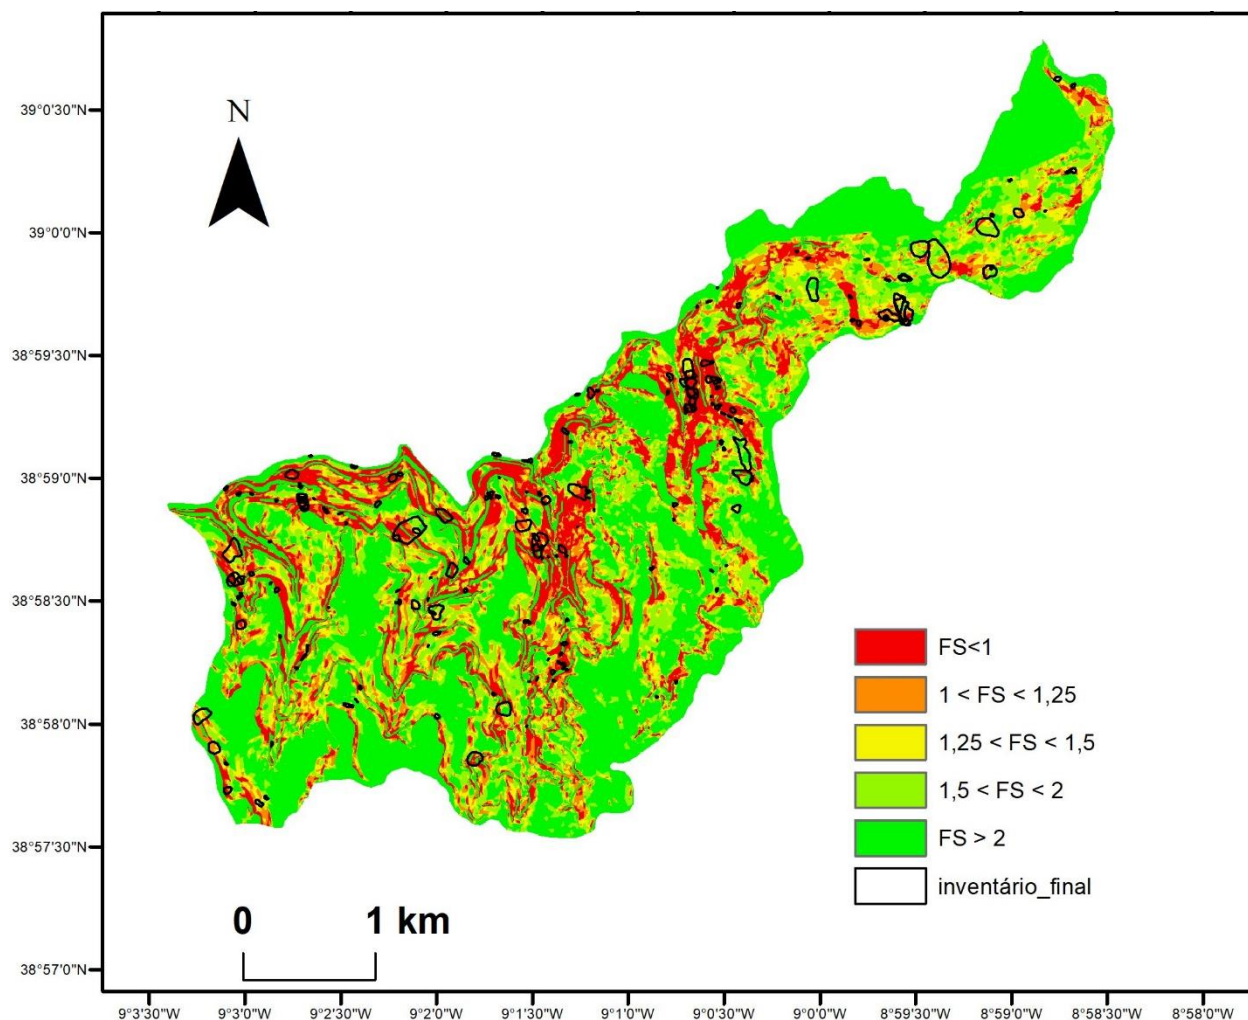 N
39°0'30"N
39°0'0"N
38°59'30"N
38°59'0"N
38°58'30"N
38°58'0"N
38°57'30"N
38°57'0"N
FS<1
1 < FS < 1,25
1,25 < FS < 1,5
1,5 < FS < 2
FS > 2
inventário_final
0 1 km
9°3'30"W 9°3'0"W 9°2'30"W 9°2'0"W 9°1'30"W 9°1'0"W 9°0'30"W 9°0'0"W 8°59'30"W 8°59'0"W 8°58'30"W 8°58'0"W